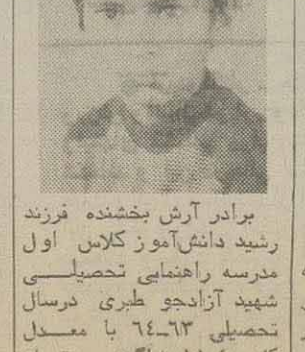 برادر آرش بخشنده فرزند
رشید دانش‌آموز کلاس اول
مدرسه راهنمایی تحصیلی
شهید آزادجو طبری درسال
تحصیلی ۶۳-۶۴ با معدل